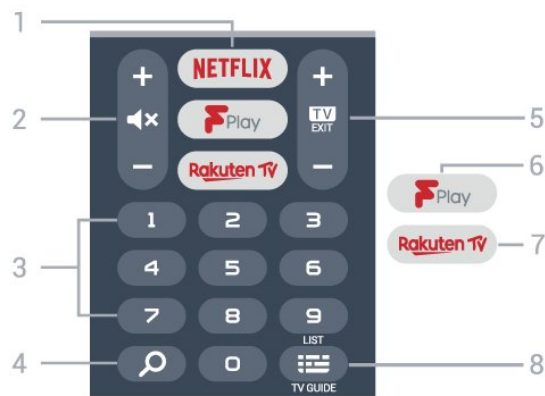 1
NETFLIX
+ +
2
Play
TV
EXIT
5
- -
Rakuten TV
6
Play
1 2 3
Rakuten TV
7
3
4 5 6
7 8 9
LIST
4
0
8
TV GUIDE